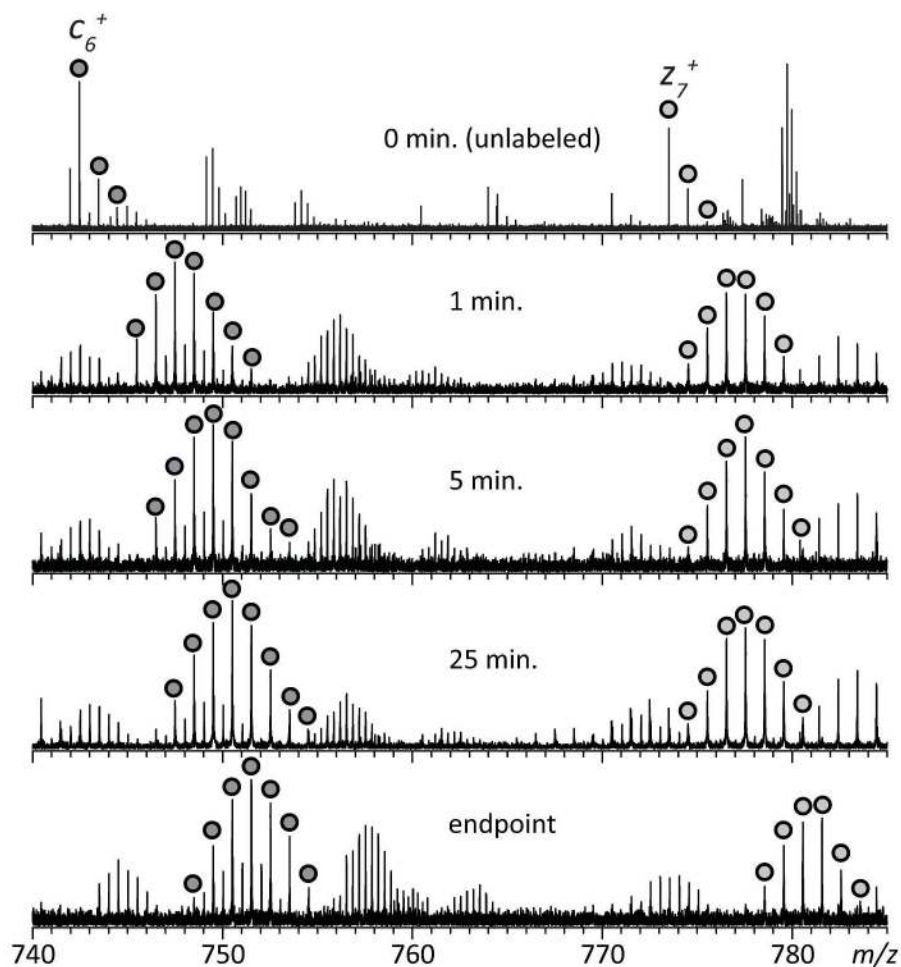 c6+
z7+
0 min. (unlabeled)
1 min.
5 min.
25 min.
endpoint
740 750 760 770 780 m/z